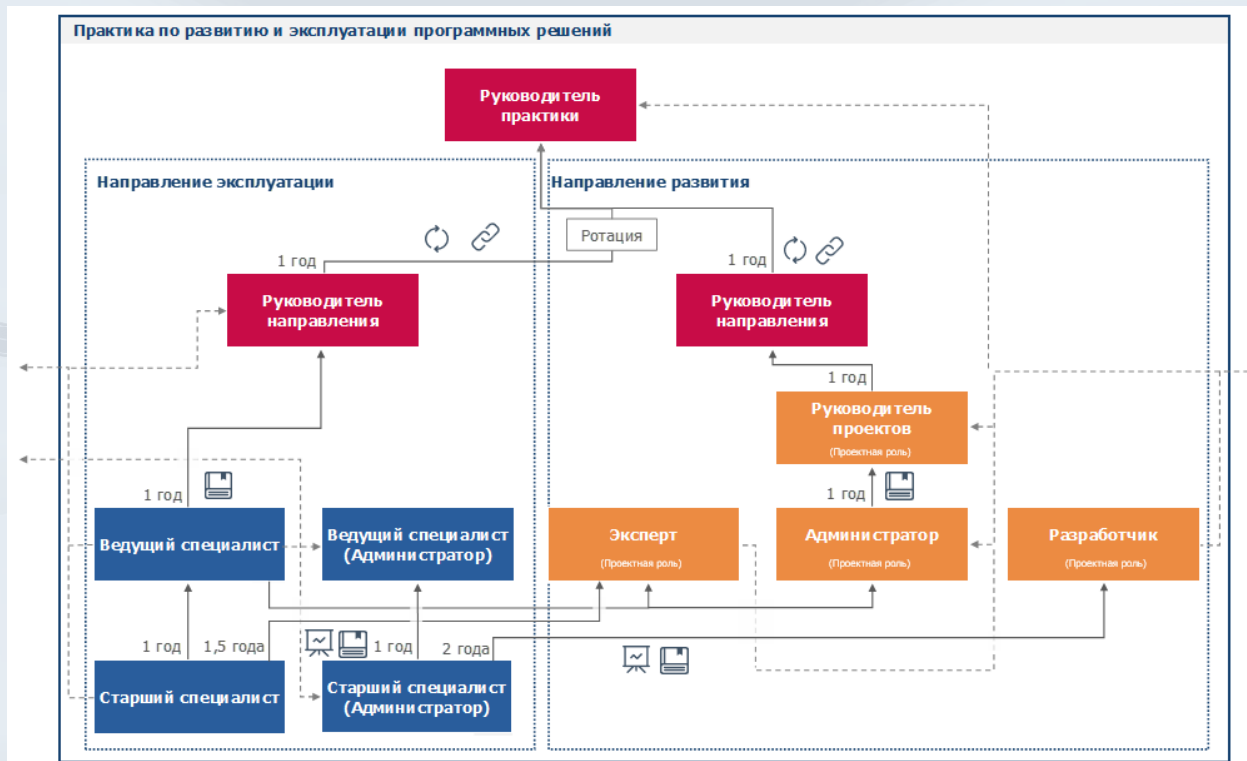 Практика по развитию и эксплуатации программных решений
Руководитель
практики
Направление эксплуатации
Направление развития
Ротация
1 год
1 год
Руководитель
направления
Руководитель
направления
1 год
Руководитель
проектов
(Проектная роль)
1 год
1 год
Ведущий специалист
Ведущий специалист
(Администратор)
Эксперт
(Проектная роль)
Администратор
(Проектная роль)
Разработчик
(Проектная роль)
1 год
1,5 года
1 год
2 года
Старший специалист
Старший специалист
(Администратор)